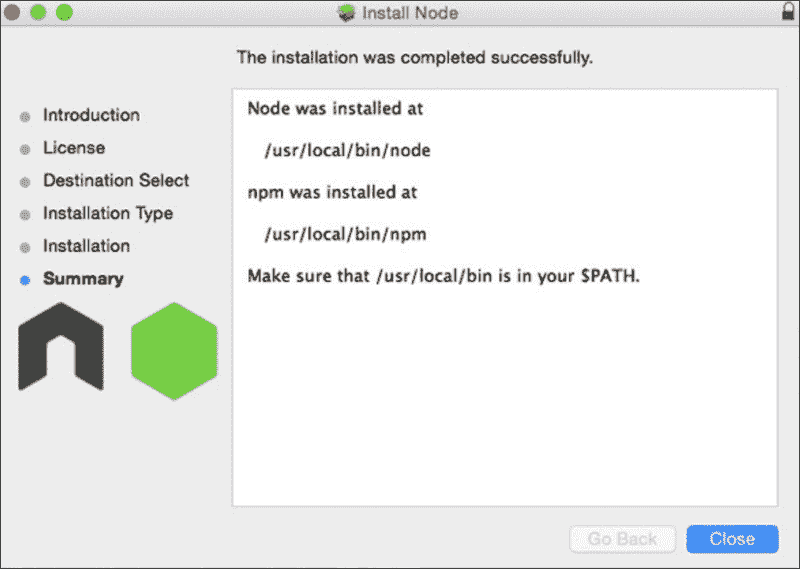 Install Node
The installation was completed successfully.
Introduction
License
Destination Select
Installation Type
Installation
Summary
Node was installed at
/usr/local/bin/node
npm was installed at
/usr/local/bin/npm
Make sure that /usr/local/bin is in your $PATH.
Go Back
Close